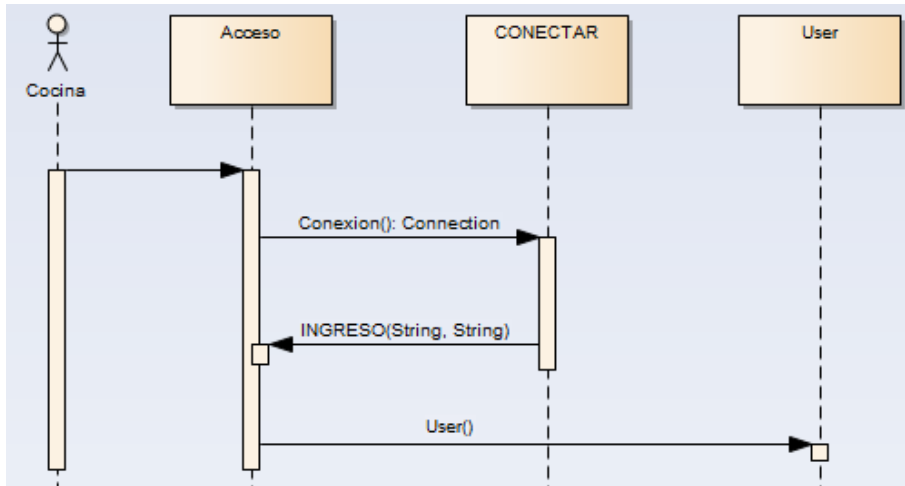 Acceso
CONECTAR
User
Cocina
Conexion(): Connection
INGRESO(String, String)
User()